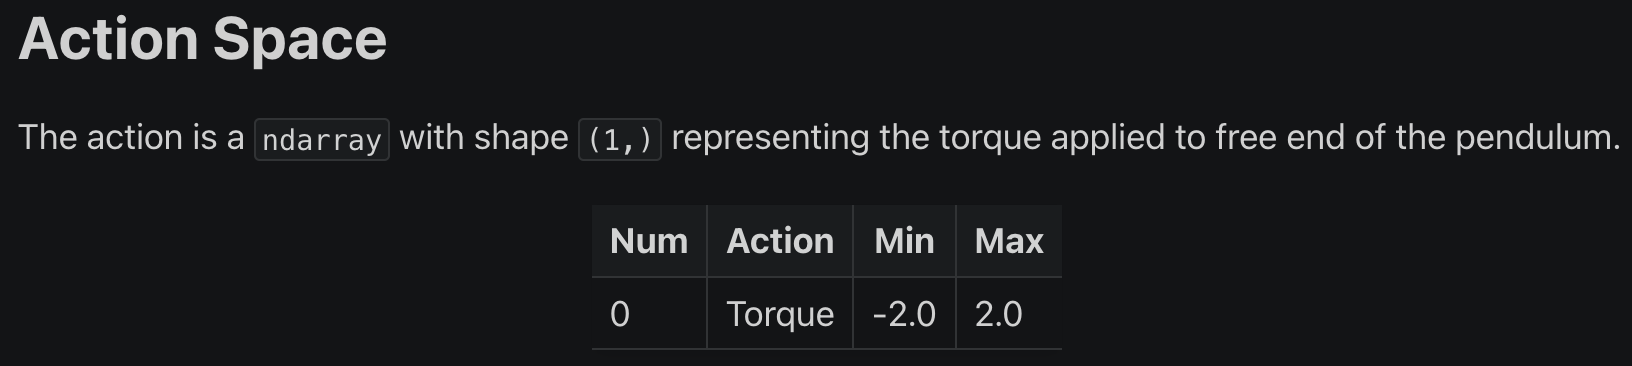 Action Space
The action is a ndarray with shape (1,) representing the torque applied to free end of the pendulum.
Num Action Min Max
0 Torque -2.0 2.0